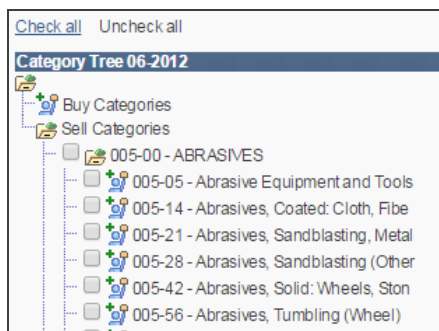 Check all Uncheck all
Category Tree 06-2012
Buy Categories
Sell Categories
005-00 - ABRASIVES
005-05 - Abrasive Equipment and Tools
005-14 - Abrasives, Coated: Cloth, Fibe
005-21 - Abrasives, Sandblasting, Metal
005-28 - Abrasives, Sandblasting (Other
005-42 - Abrasives, Solid: Wheels, Ston
005-56 - Abrasives, Tumbling (Wheel)